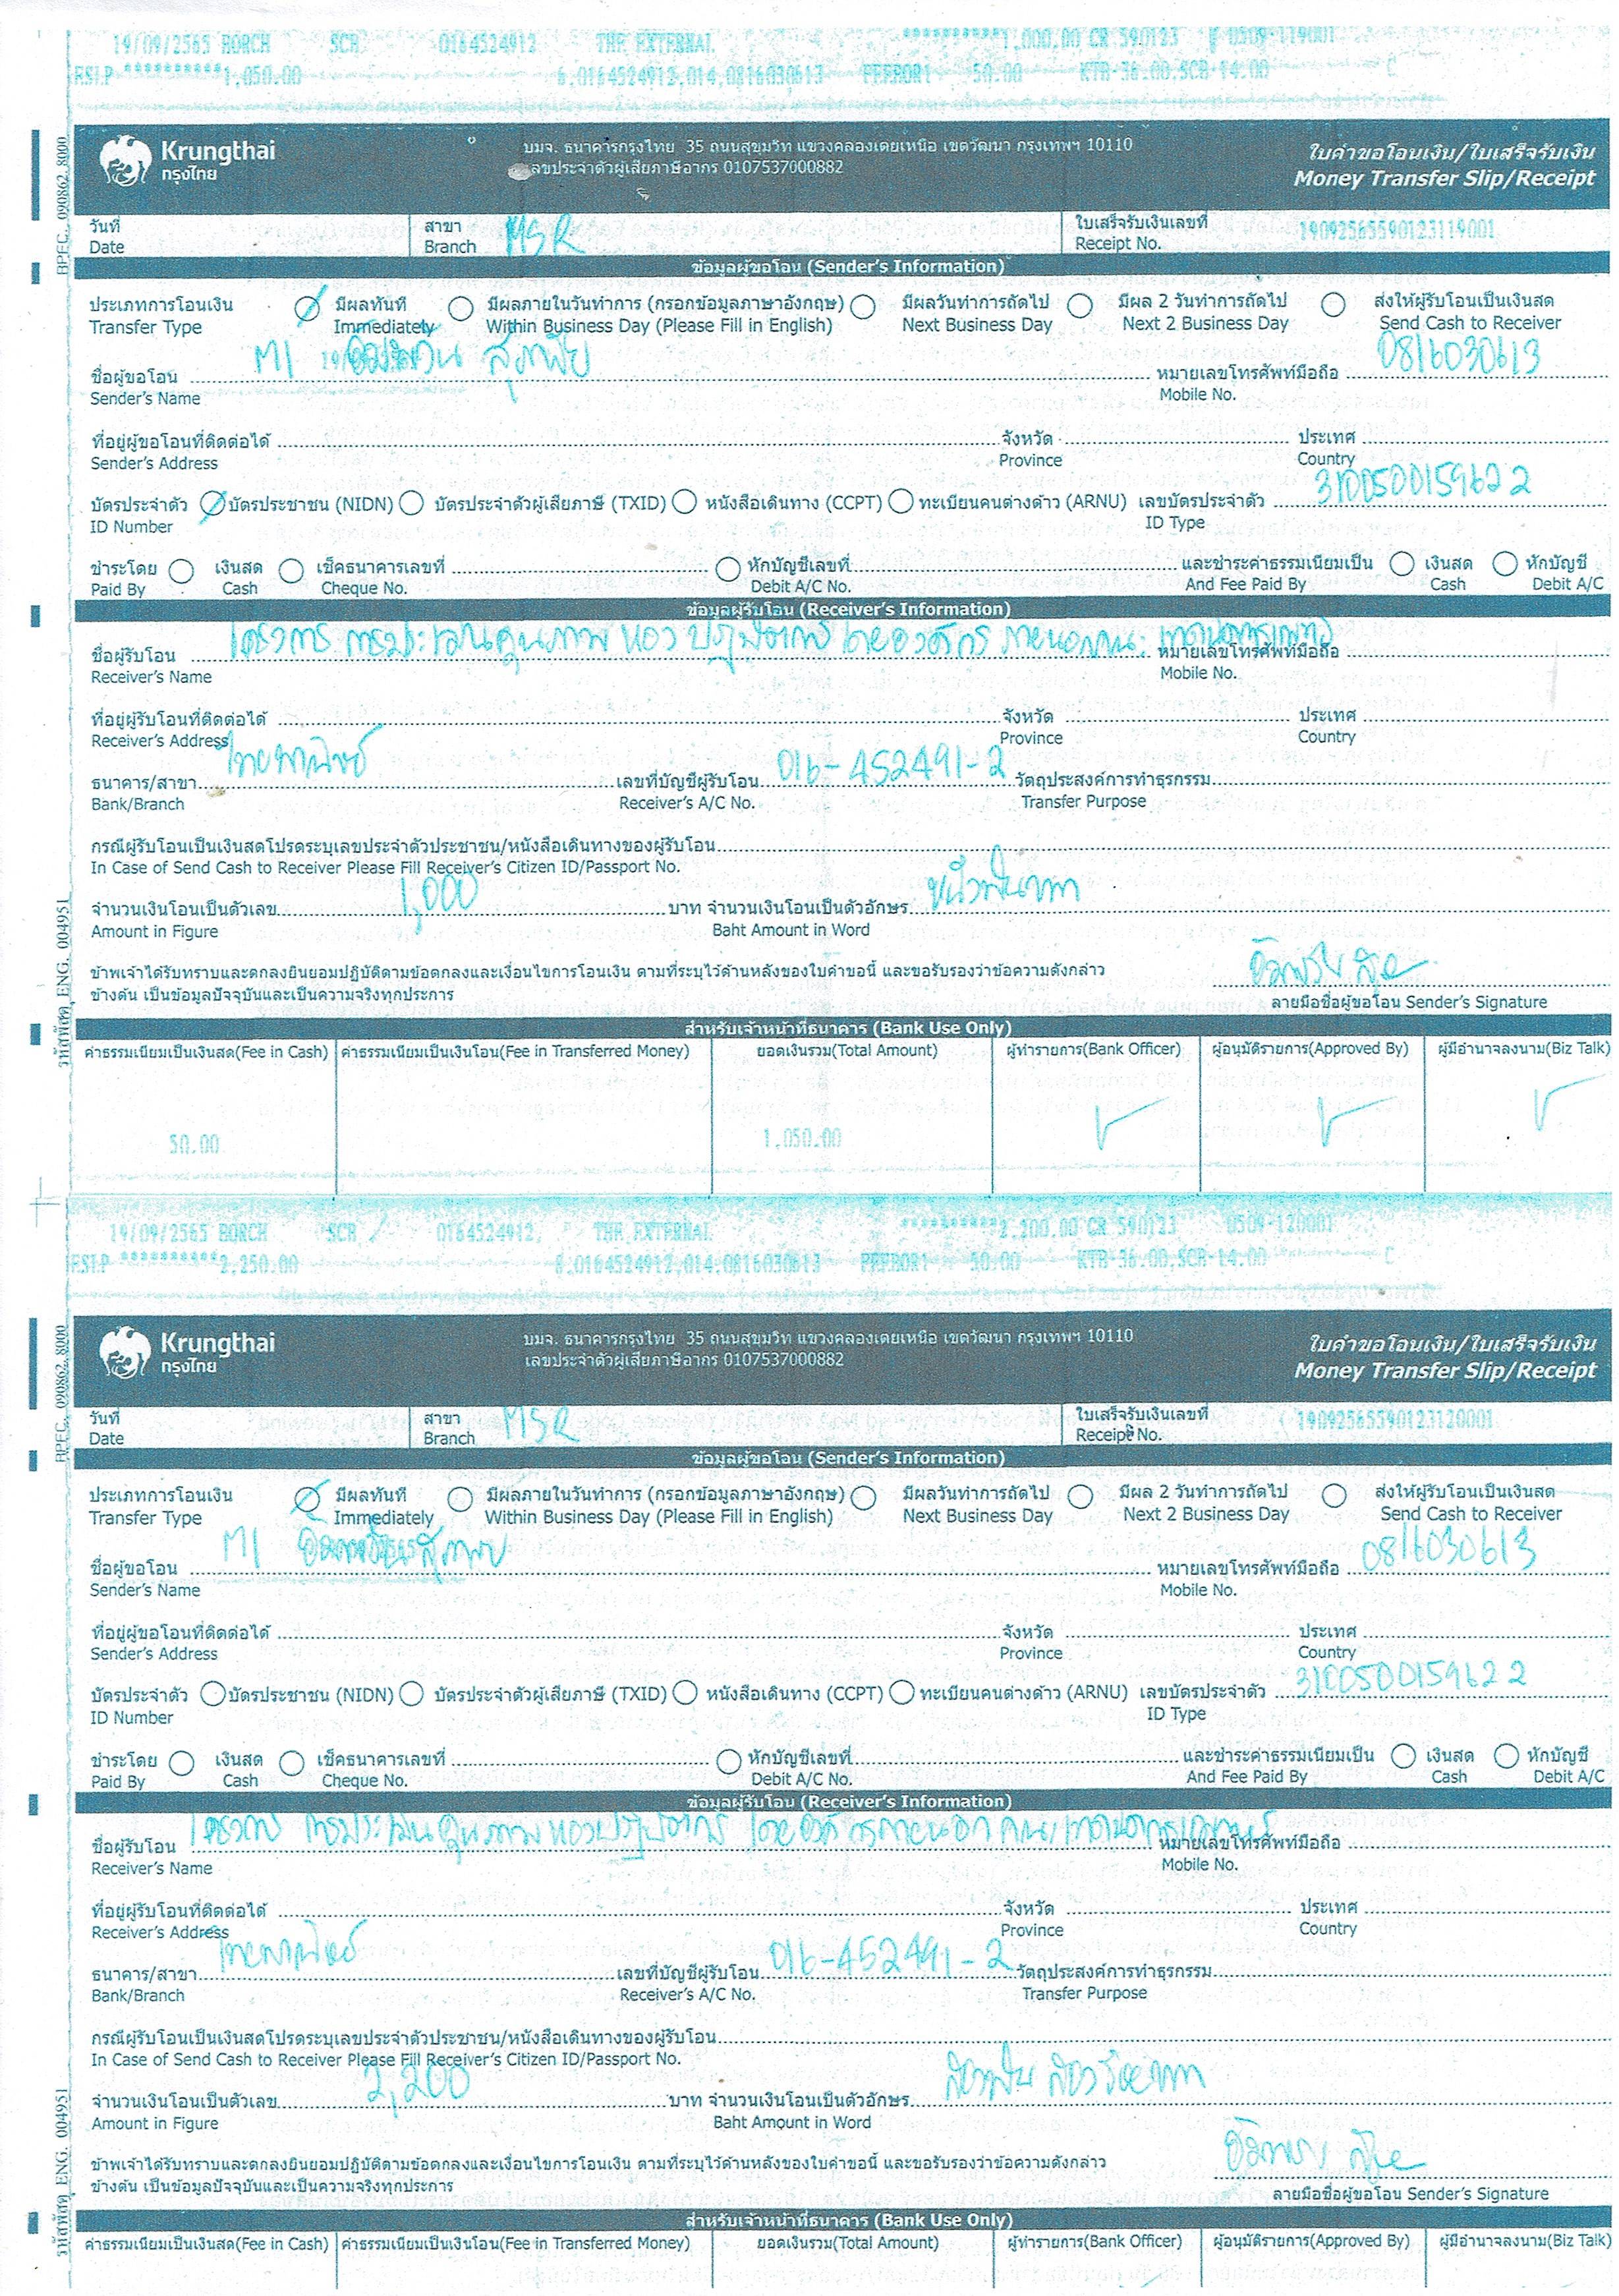 19/09/2565 BORCH SCB 0164524912 THE EXTERNAL **********1,000.00 CR 590123 0509-119001
RSLP **********1,050.00 6,0164524912,014,0816030613 50.00 KTB-36.00,SCB-14.00 C
Krungthai
กรุงไทย
บมจ. ธนาคารกรุงไทย 35 ถนนสุขุมวิท แขวงคลองเตยเหนือ เขตวัฒนา กรุงเทพฯ 10110
เลขประจำตัวผู้เสียภาษีอากร 0107537000882
ใบคำขอโอนเงิน/ใบเสร็จรับเงิน
Money Transfer Slip/Receipt
วันที่ สาขา MSR ใบเสร็จรับเงินเลขที่ 19092565590123119001
Date Branch Receipt No.
ข้อมูลผู้ขอโอน (Sender's Information)
ประเภทการโอนเงิน มีผลทันที มีผลภายในวันทำการ (กรอกข้อมูลภาษาอังกฤษ) มีผลวันทำการถัดไป มีผล 2 วันทำการถัดไป ส่งให้ผู้รับโอนเป็นเงินสด
Transfer Type Immediately Within Business Day (Please Fill in English) Next Business Day Next 2 Business Day Send Cash to Receiver
ชื่อผู้ขอโอน หมายเลขโทรศัพท์มือถือ 0816030613
Sender's Name Mobile No.
ที่อยู่ผู้ขอโอนที่ติดต่อได้ จังหวัด ประเทศ
Sender's Address Province Country
บัตรประจำตัว บัตรประชาชน (NIDN) บัตรประจำตัวผู้เสียภาษี (TXID) หนังสือเดินทาง (CCPT) ทะเบียนคนต่างด้าว (ARNU) เลขบัตรประจำตัว 3100500159622
ID Number ID Type
ชำระโดย เงินสด เช็คธนาคารเลขที่ หักบัญชีเลขที่ และชำระค่าธรรมเนียมเป็น เงินสด หักบัญชี
Paid By Cash Cheque No. Debit A/C No. And Fee Paid By Cash Debit A/C
ข้อมูลผู้รับโอน (Receiver's Information)
ชื่อผู้รับโอน โครงการ การประเมินคุณภาพ ห้องปฏิบัติการ โดยองค์กร ภายนอกคณะ เทคนิคการแพทย์ หมายเลขโทรศัพท์มือถือ
Receiver's Name Mobile No.
ที่อยู่ผู้รับโอนที่ติดต่อได้ จังหวัด ประเทศ
Receiver's Address Province Country
ธนาคาร/สาขา ไทยพาณิชย์ เลขที่บัญชีผู้รับโอน 016-452491-2 วัตถุประสงค์การทำธุรกรรม
Bank/Branch Receiver's A/C No. Transfer Purpose
กรณีผู้รับโอนเป็นเงินสดโปรดระบุเลขประจำตัวประชาชน/หนังสือเดินทางของผู้รับโอน
In Case of Send Cash to Receiver Please Fill Receiver's Citizen ID/Passport No.
จำนวนเงินโอนเป็นตัวเลข 1,000 บาท จำนวนเงินโอนเป็นตัวอักษร หนึ่งพันบาท
Amount in Figure Baht Amount in Word
ข้าพเจ้าได้รับทราบและตกลงยินยอมปฏิบัติตามข้อตกลงและเงื่อนไขการโอนเงิน ตามที่ระบุไว้ด้านหลังของใบคำขอนี้ และขอรับรองว่าข้อความดังกล่าว
ข้างต้น เป็นข้อมูลปัจจุบันและเป็นความจริงทุกประการ
ลายมือชื่อผู้ขอโอน Sender's Signature
สำหรับเจ้าหน้าที่ธนาคาร (Bank Use Only)
ค่าธรรมเนียมเป็นเงินสด(Fee in Cash) ค่าธรรมเนียมเป็นเงินโอน(Fee in Transferred Money) ยอดเงินรวม(Total Amount) ผู้ทำรายการ(Bank Officer) ผู้อนุมัติรายการ(Approved By) ผู้มีอำนาจลงนาม(Biz Talk)
50.00 1,050.00
BPEC. 090862. 8000
รหัสพัสดุ ENG. 004951
19/09/2565 BORCH SCB 0164524912 THE EXTERNAL **********2,200.00 CR 590123 0509-120001
RSLP **********2,250.00 6,0164524912,014,0816030613 50.00 KTB-36.00,SCB-14.00 C
Krungthai
กรุงไทย
บมจ. ธนาคารกรุงไทย 35 ถนนสุขุมวิท แขวงคลองเตยเหนือ เขตวัฒนา กรุงเทพฯ 10110
เลขประจำตัวผู้เสียภาษีอากร 0107537000882
ใบคำขอโอนเงิน/ใบเสร็จรับเงิน
Money Transfer Slip/Receipt
วันที่ สาขา MSR ใบเสร็จรับเงินเลขที่ 19092565590123120001
Date Branch Receipt No.
ข้อมูลผู้ขอโอน (Sender's Information)
ประเภทการโอนเงิน มีผลทันที มีผลภายในวันทำการ (กรอกข้อมูลภาษาอังกฤษ) มีผลวันทำการถัดไป มีผล 2 วันทำการถัดไป ส่งให้ผู้รับโอนเป็นเงินสด
Transfer Type Immediately Within Business Day (Please Fill in English) Next Business Day Next 2 Business Day Send Cash to Receiver
ชื่อผู้ขอโอน หมายเลขโทรศัพท์มือถือ 0816030613
Sender's Name Mobile No.
ที่อยู่ผู้ขอโอนที่ติดต่อได้ จังหวัด ประเทศ
Sender's Address Province Country
บัตรประจำตัว บัตรประชาชน (NIDN) บัตรประจำตัวผู้เสียภาษี (TXID) หนังสือเดินทาง (CCPT) ทะเบียนคนต่างด้าว (ARNU) เลขบัตรประจำตัว 3100500159622
ID Number ID Type
ชำระโดย เงินสด เช็คธนาคารเลขที่ หักบัญชีเลขที่ และชำระค่าธรรมเนียมเป็น เงินสด หักบัญชี
Paid By Cash Cheque No. Debit A/C No. And Fee Paid By Cash Debit A/C
ข้อมูลผู้รับโอน (Receiver's Information)
ชื่อผู้รับโอน โครงการ การประเมินคุณภาพห้องปฏิบัติการ โดยองค์กรภายนอก คณะเทคนิคการแพทย์ หมายเลขโทรศัพท์มือถือ
Receiver's Name Mobile No.
ที่อยู่ผู้รับโอนที่ติดต่อได้ จังหวัด ประเทศ
Receiver's Address Province Country
ธนาคาร/สาขา ไทยพาณิชย์ เลขที่บัญชีผู้รับโอน 016-452491-2 วัตถุประสงค์การทำธุรกรรม
Bank/Branch Receiver's A/C No. Transfer Purpose
กรณีผู้รับโอนเป็นเงินสดโปรดระบุเลขประจำตัวประชาชน/หนังสือเดินทางของผู้รับโอน
In Case of Send Cash to Receiver Please Fill Receiver's Citizen ID/Passport No.
จำนวนเงินโอนเป็นตัวเลข 2,200 บาท จำนวนเงินโอนเป็นตัวอักษร สองพัน สองร้อยบาท
Amount in Figure Baht Amount in Word
ข้าพเจ้าได้รับทราบและตกลงยินยอมปฏิบัติตามข้อตกลงและเงื่อนไขการโอนเงิน ตามที่ระบุไว้ด้านหลังของใบคำขอนี้ และขอรับรองว่าข้อความดังกล่าว
ข้างต้น เป็นข้อมูลปัจจุบันและเป็นความจริงทุกประการ
ลายมือชื่อผู้ขอโอน Sender's Signature
สำหรับเจ้าหน้าที่ธนาคาร (Bank Use Only)
ค่าธรรมเนียมเป็นเงินสด(Fee in Cash) ค่าธรรมเนียมเป็นเงินโอน(Fee in Transferred Money) ยอดเงินรวม(Total Amount) ผู้ทำรายการ(Bank Officer) ผู้อนุมัติรายการ(Approved By) ผู้มีอำนาจลงนาม(Biz Talk)
BPEC. 090862. 8000
รหัสพัสดุ ENG. 004951